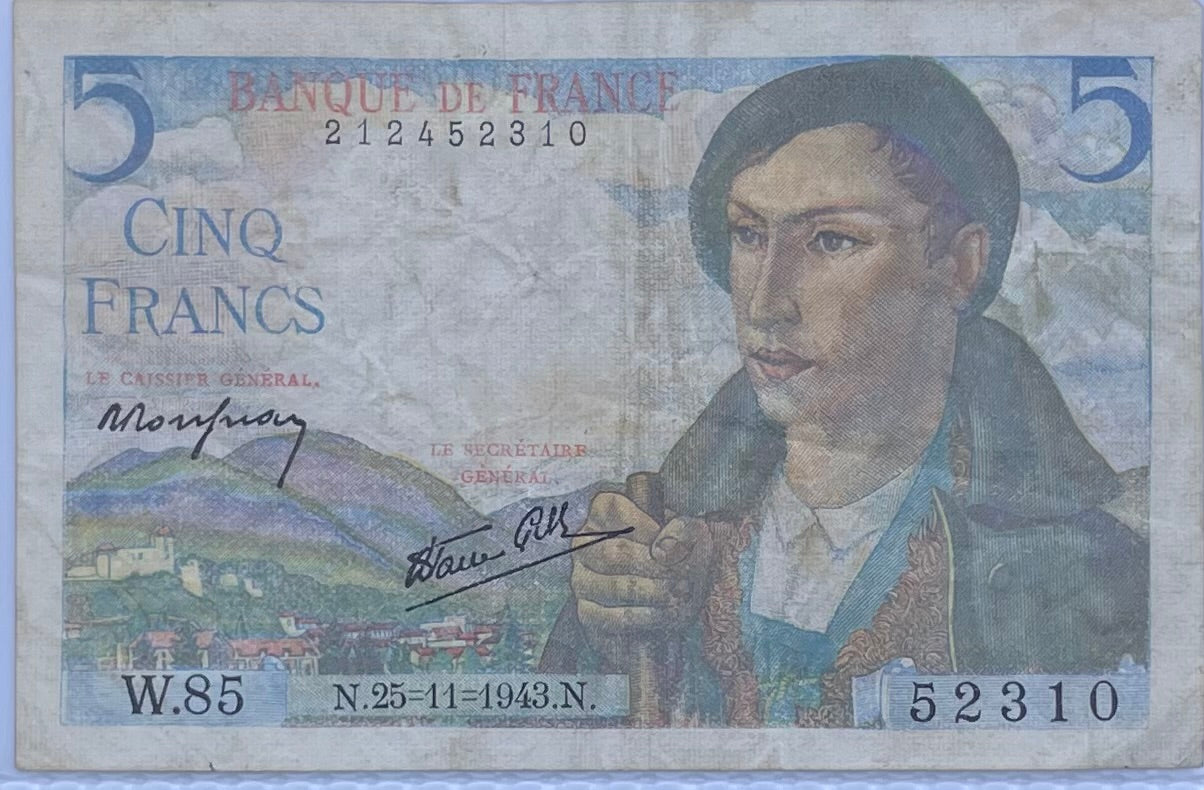 5
BANQUE DE FRANCE
5
212452310
CINQ
FRANCS
LE CAISSIER GÉNÉRAL,
LE SECRÉTAIRE
GÉNÉRAL,
W.85
N.25=11=1943.N.
52310